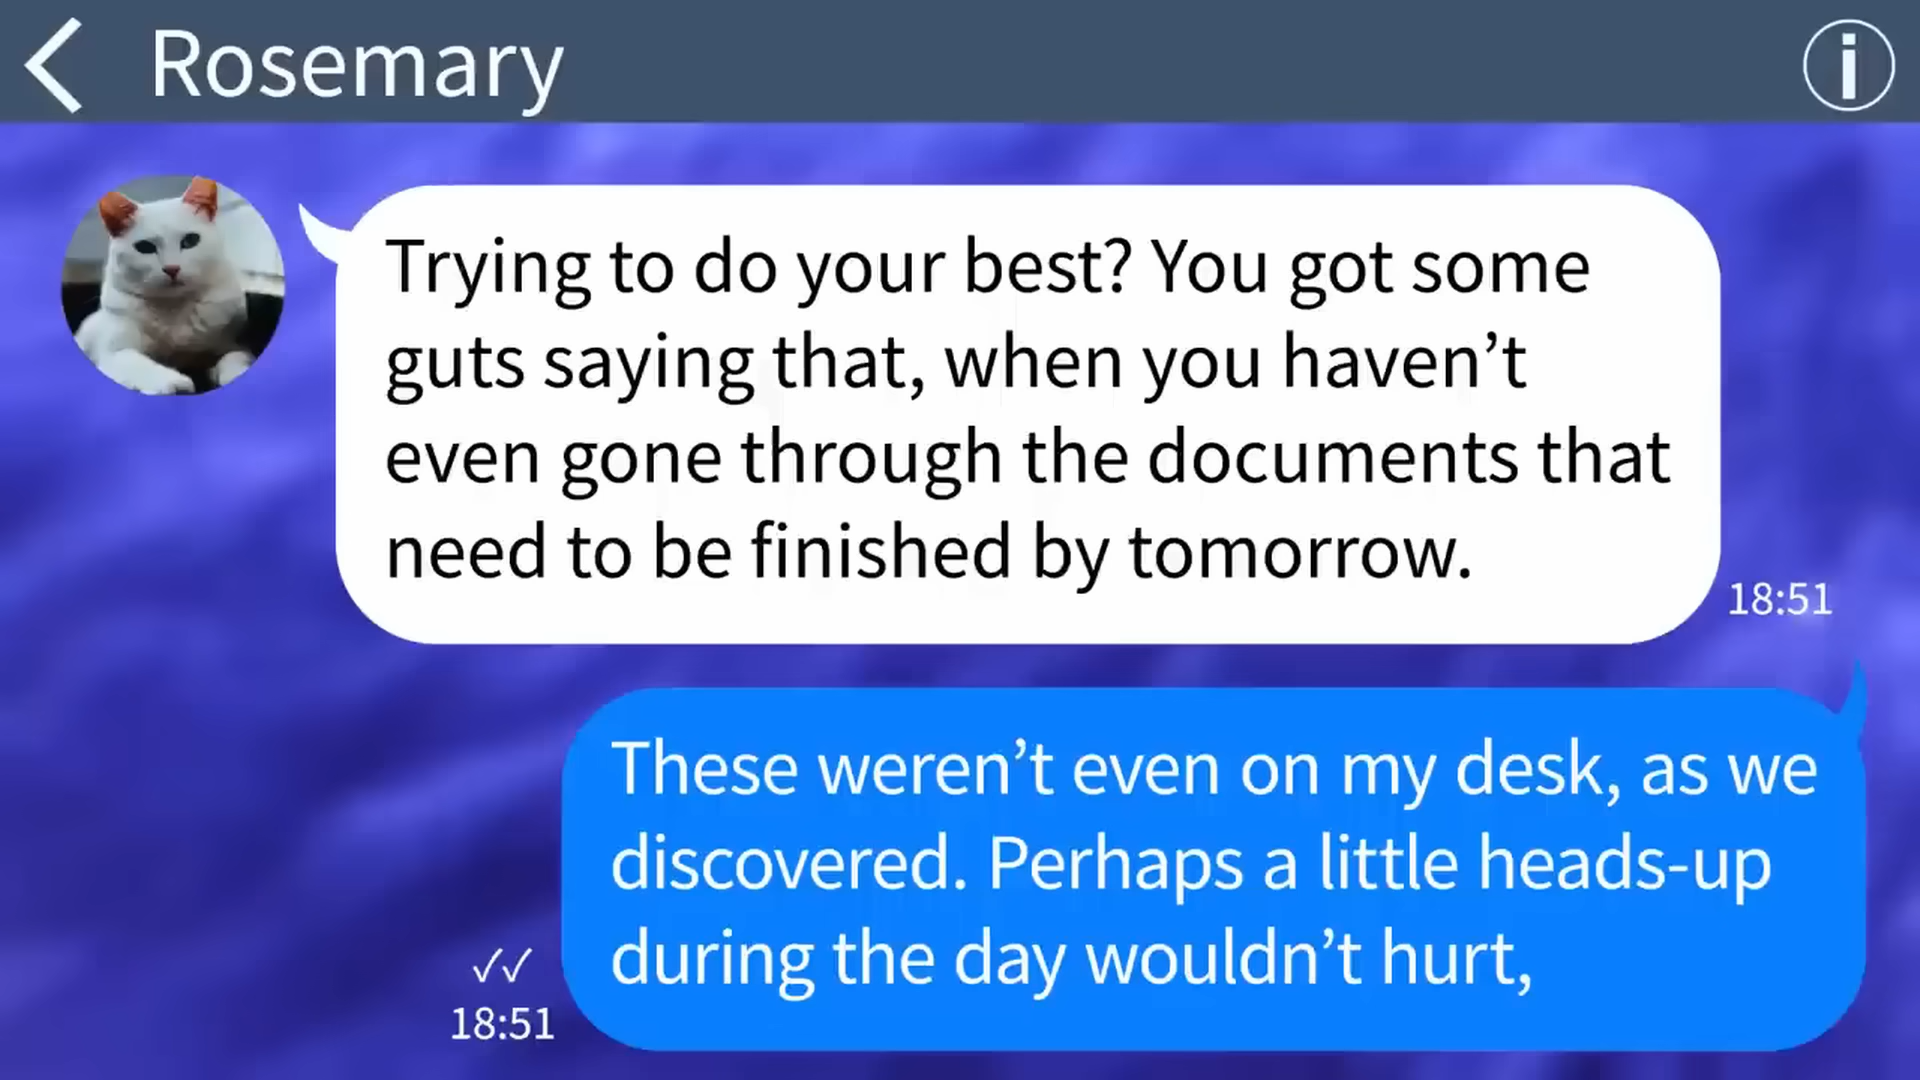 Rosemary
Trying to do your best? You got some
guts saying that, when you haven’t
even gone through the documents that
need to be finished by tomorrow.
18:51
These weren’t even on my desk, as we
discovered. Perhaps a little heads-up
during the day wouldn’t hurt,
18:51